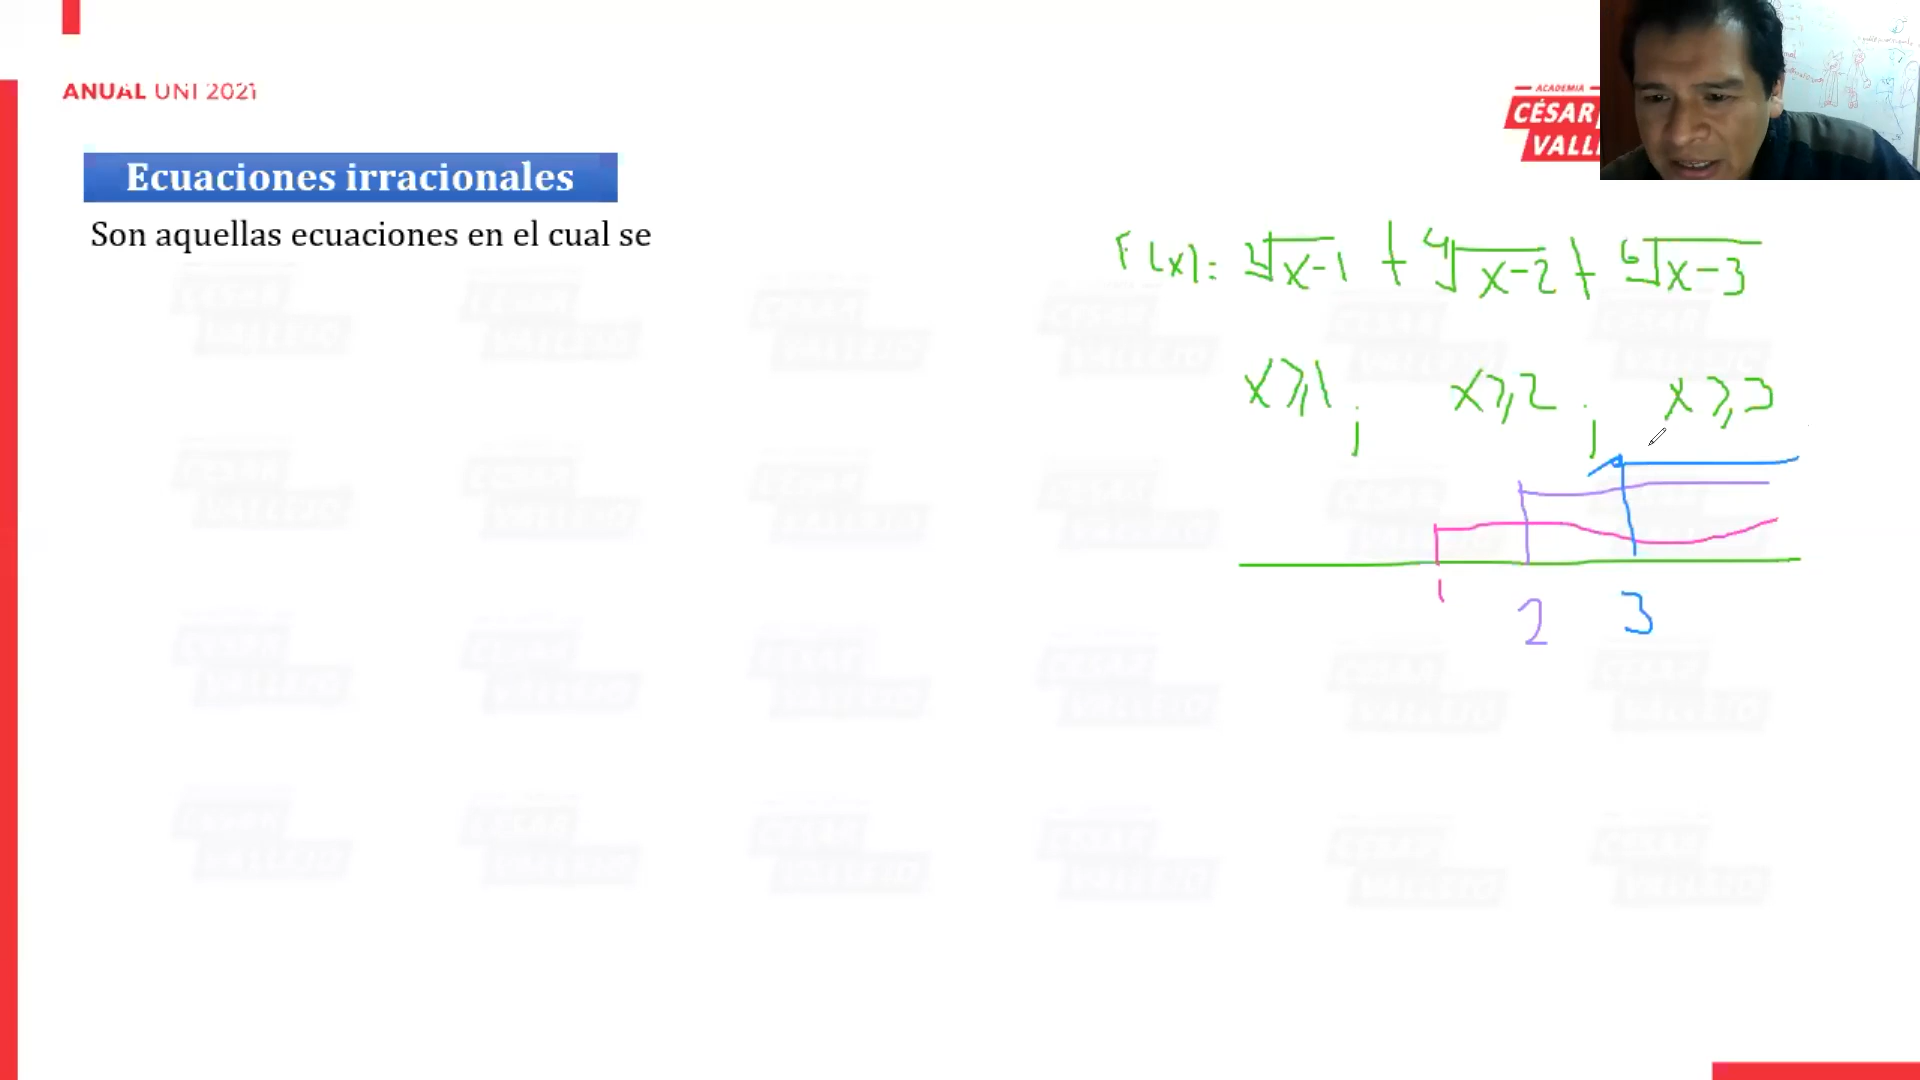 ANUAL UNI 2021
ACADEMIA
CÉSAR
VALL
Ecuaciones irracionales
Son aquellas ecuaciones en el cual se
F(x): ²√x-1 + ⁴√x-2 + ⁶√x-3
x≥1 ; x≥2 ; x≥3
1 2 3